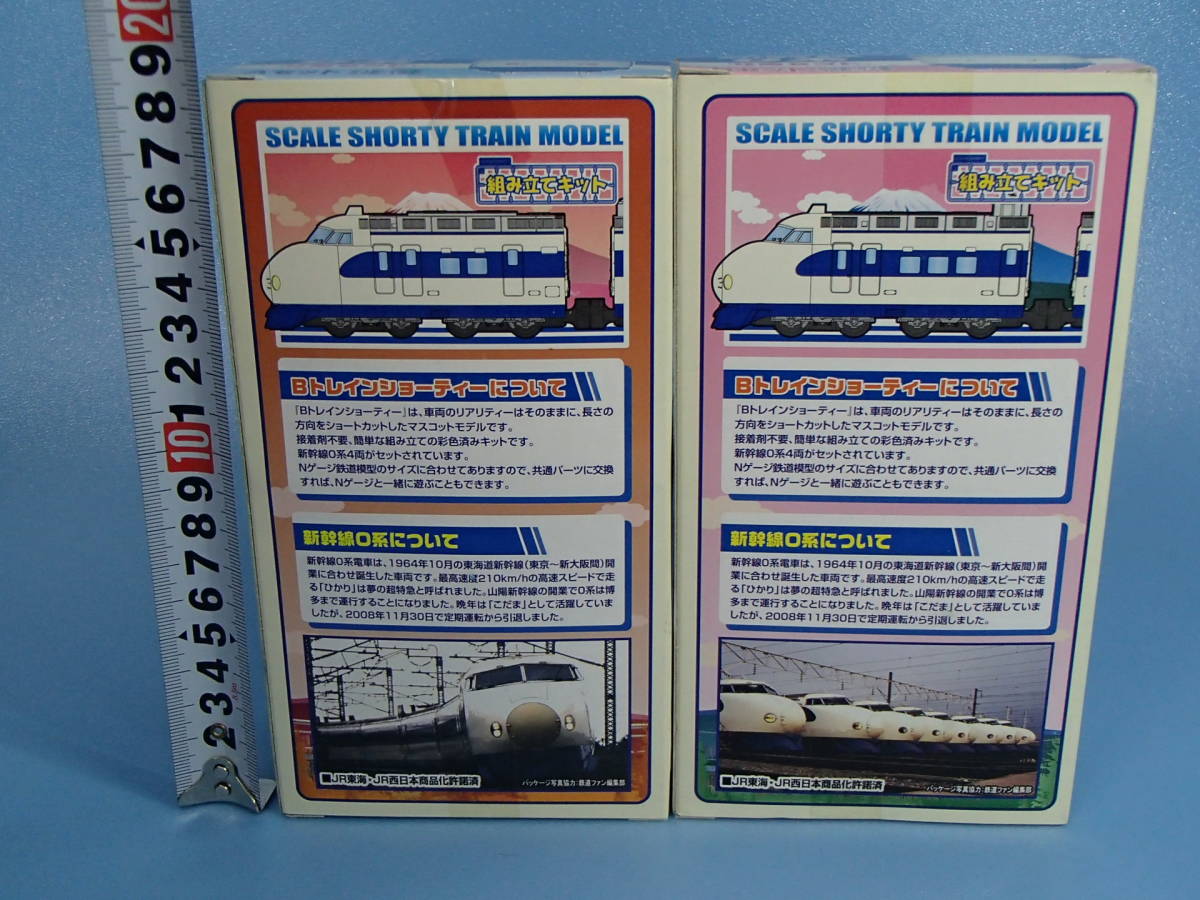 SCALE SHORTY TRAIN MODEL
組み立てキット
Bトレインショーティーについて
『Bトレインショーティー』は、車両のリアリティーはそのままに、長さの
方向をショートカットしたマスコットモデルです。
接着剤不要、簡単な組み立ての彩色済みキットです。
新幹線0系4両がセットされています。
Nゲージ鉄道模型のサイズに合わせてありますので、共通パーツに交換
すれば、Nゲージと一緒に遊ぶこともできます。
新幹線0系について
新幹線0系電車は、1964年10月の東海道新幹線(東京～新大阪間)開
業に合わせ誕生した車両です。最高速度210km/hの高速スピードで走
る「ひかり」は夢の超特急と呼ばれました。山陽新幹線の開業で0系は博
多まで運行することになりました。晩年は「こだま」として活躍していま
したが、2008年11月30日で定期運転から引退しました。
■JR東海・JR西日本商品化許諾済
パッケージ写真協力:鉄道ファン編集部
SCALE SHORTY TRAIN MODEL
組み立てキット
Bトレインショーティーについて
『Bトレインショーティー』は、車両のリアリティーはそのままに、長さの
方向をショートカットしたマスコットモデルです。
接着剤不要、簡単な組み立ての彩色済みキットです。
新幹線0系4両がセットされています。
Nゲージ鉄道模型のサイズに合わせてありますので、共通パーツに交換
すれば、Nゲージと一緒に遊ぶこともできます。
新幹線0系について
新幹線0系電車は、1964年10月の東海道新幹線(東京～新大阪間)開
業に合わせ誕生した車両です。最高速度210km/hの高速スピードで走
る「ひかり」は夢の超特急と呼ばれました。山陽新幹線の開業で0系は博
多まで運行することになりました。晩年は「こだま」として活躍していま
したが、2008年11月30日で定期運転から引退しました。
■JR東海・JR西日本商品化許諾済
パッケージ写真協力:鉄道ファン編集部
2 3 4 5 6 7 8 9 10 1 2 3 4 5 6 7 8 9 20